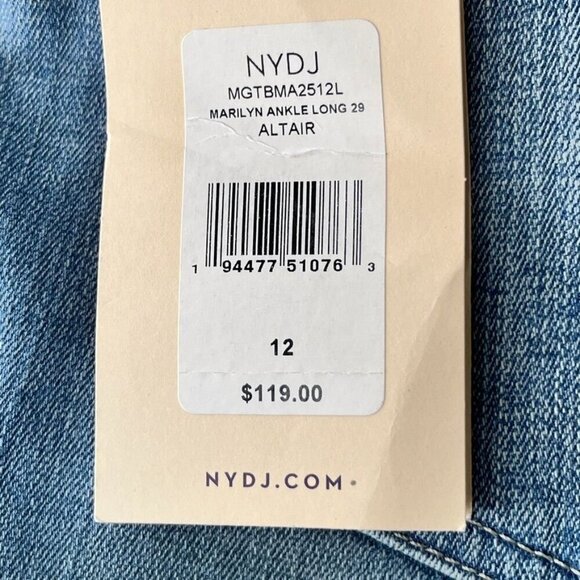 NYDJ
MGTBMA2512L
MARILYN ANKLE LONG 29
ALTAIR
1 94477 51076 3
12
$119.00
NYDJ.COM